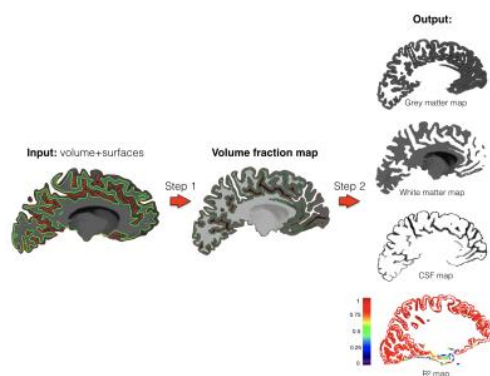 Output:
Grey matter map
Input: volume+surfaces
Volume fraction map
Step 1
Step 2
White matter map
CSF map
1
0.75
0.5
0.25
0
R² map